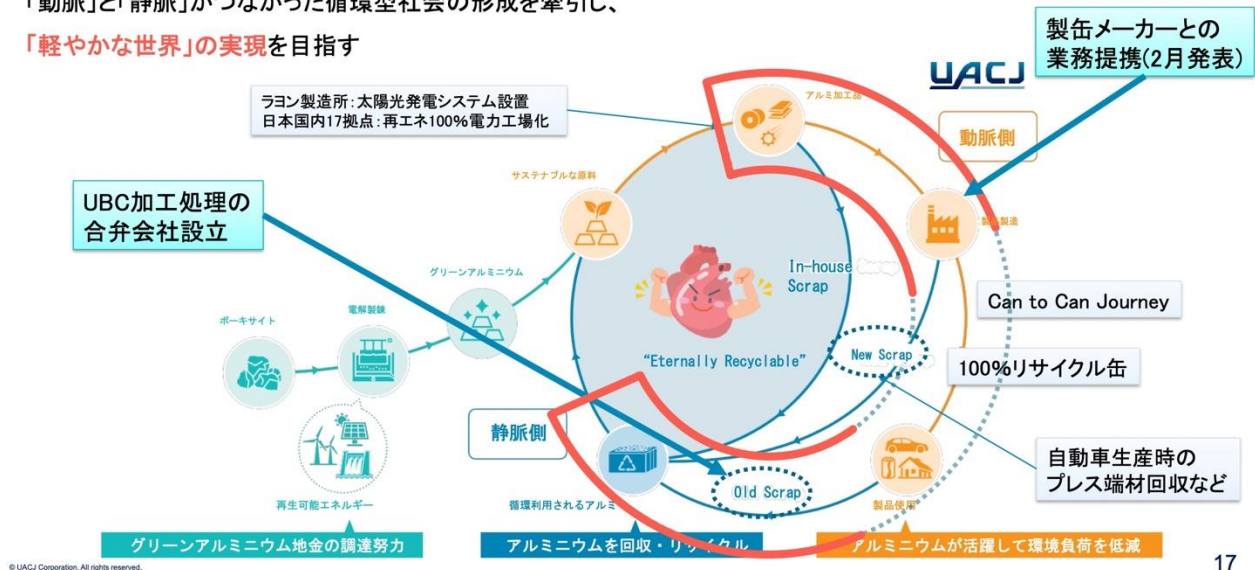 「動脈」と「静脈」がつながった循環型社会の形成を牽引し、
「軽やかな世界」の実現を目指す
製缶メーカーとの
業務提携(2月発表)
UACJ
ラヨン製造所:太陽光発電システム設置
日本国内17拠点:再エネ100%電力工場化
アルミ加工品
動脈側
サステナブルな原料
UBC加工処理の
合弁会社設立
製品製造
グリーンアルミニウム
In-house
Scrap
電解製錬
ボーキサイト
Can to Can Journey
"Eternally Recyclable"
New Scrap
100%リサイクル缶
静脈側
自動車生産時の
プレス端材回収など
Old Scrap
再生可能エネルギー
循環利用されるアルミ
製品使用
グリーンアルミニウム地金の調達努力
アルミニウムを回収・リサイクル
アルミニウムが活躍して環境負荷を低減
© UACJ Corporation. All rights reserved.
17